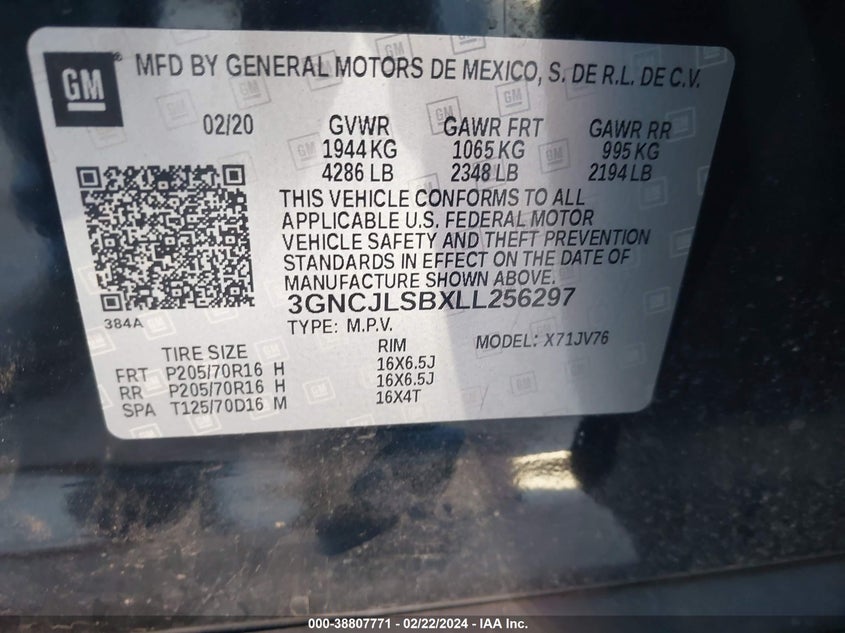 GM
MFD BY GENERAL MOTORS DE MEXICO, S. DE R.L. DE C.V.
02/20 GVWR GAWR FRT GAWR RR
1944 KG 1065 KG 995 KG
4286 LB 2348 LB 2194 LB
THIS VEHICLE CONFORMS TO ALL
APPLICABLE U.S. FEDERAL MOTOR
VEHICLE SAFETY AND THEFT PREVENTION
STANDARDS IN EFFECT ON THE DATE OF
MANUFACTURE SHOWN ABOVE.
3GNCJLSBXLL256297
384A
TYPE: M.P.V. MODEL: X71JV76
TIRE SIZE RIM
FRT P205/70R16 H 16X6.5J
RR P205/70R16 H 16X6.5J
SPA T125/70D16 M 16X4T
000-38807771 - 02/22/2024 - IAA Inc.